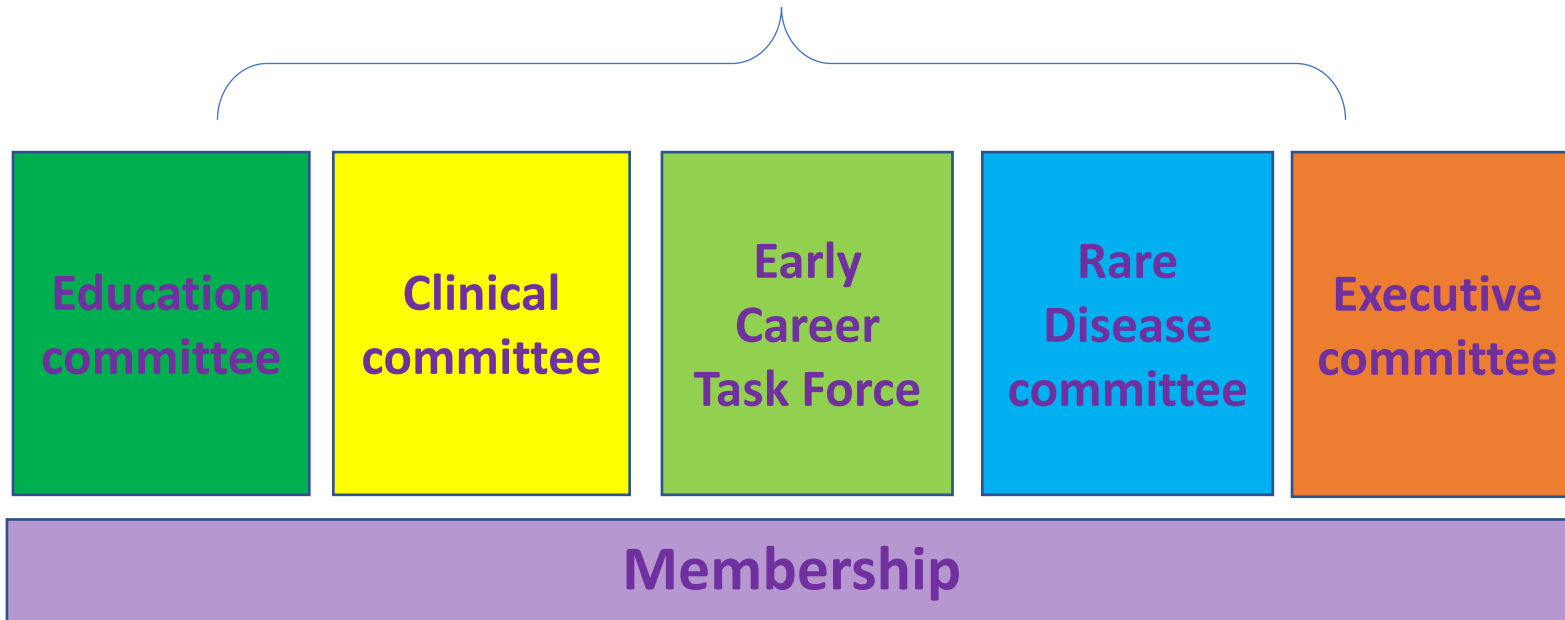 Education
committee
Clinical
committee
Early
Career
Task Force
Rare
Disease
committee
Executive
committee
Membership